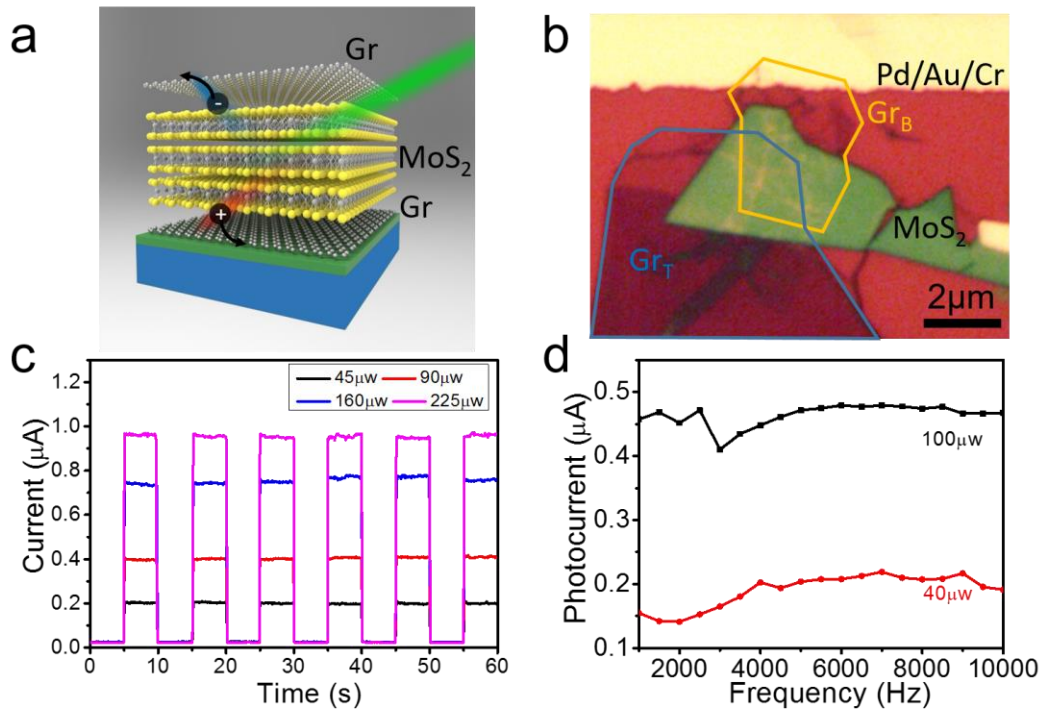 a
Gr
-
MoS₂
+
Gr
b
Pd/Au/Cr
Gr_B
MoS₂
Gr_T
2μm
c
45μw
90μw
160μw
225μw
Current (μA)
1.2
1.0
0.8
0.6
0.4
0.2
0.0
0 10 20 30 40 50 60
Time (s)
d
Photocurrent (μA)
0.5
0.4
0.3
0.2
0.1
100μw
40μw
2000 4000 6000 8000 10000
Frequency (Hz)